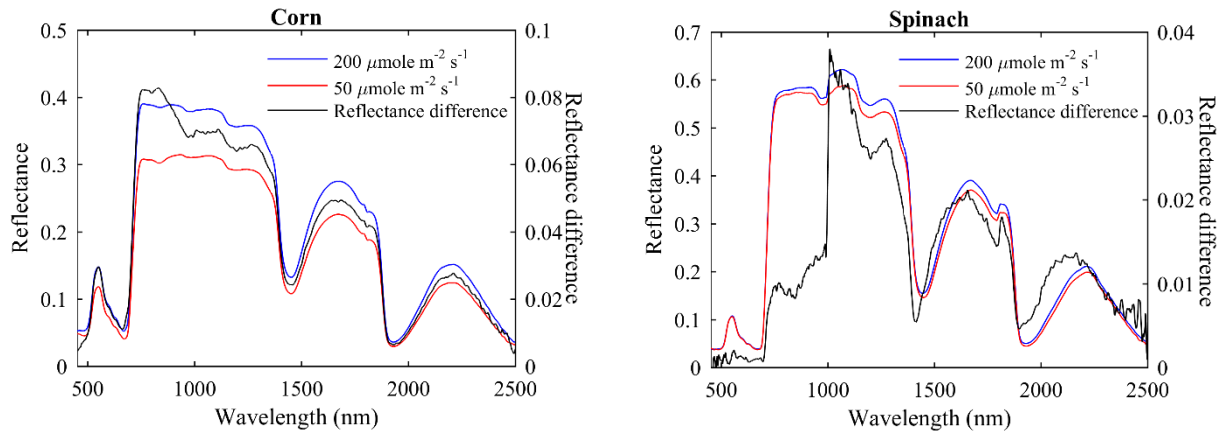 Corn
0.5
0.4
0.3
0.2
0.1
0
Reflectance
200 μmole m⁻² s⁻¹
50 μmole m⁻² s⁻¹
Reflectance difference
0.1
0.08
0.06
0.04
0.02
0
Reflectance difference
500 1000 1500 2000 2500
Wavelength (nm)
Spinach
0.7
0.6
0.5
0.4
0.3
0.2
0.1
0
Reflectance
200 μmole m⁻² s⁻¹
50 μmole m⁻² s⁻¹
Reflectance difference
0.04
0.03
0.02
0.01
0
Reflectance difference
500 1000 1500 2000 2500
Wavelength (nm)